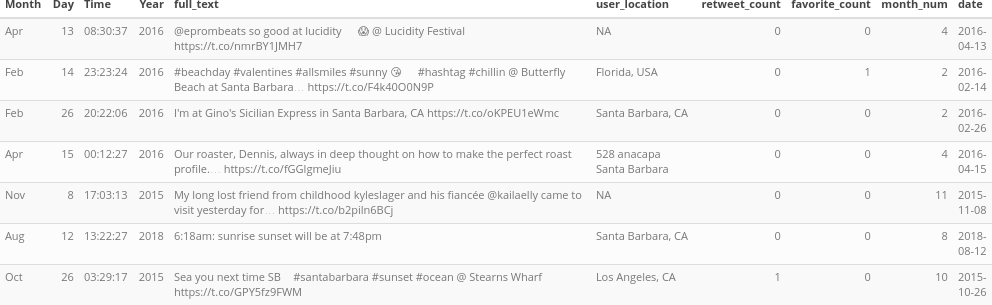 Month Day Time Year full_text user_location retweet_count favorite_count month_num date
Apr 13 08:30:37 2016 @eprombeats so good at lucidity 😱 @ Lucidity Festival NA 0 0 4 2016-
https://t.co/nmrBY1JMH7 04-13
Feb 14 23:23:24 2016 #beachday #valentines #allsmiles #sunny 😘 #hashtag #chillin @ Butterfly Florida, USA 0 1 2 2016-
Beach at Santa Barbara… https://t.co/F4k40O0N9P 02-14
Feb 26 20:22:06 2016 I'm at Gino's Sicilian Express in Santa Barbara, CA https://t.co/oKPEU1eWmc Santa Barbara, CA 0 0 2 2016-
02-26
Apr 15 00:12:27 2016 Our roaster, Dennis, always in deep thought on how to make the perfect roast 528 anacapa 0 0 4 2016-
profile.… https://t.co/fGGlgmeJiu Santa Barbara 04-15
Nov 8 17:03:13 2015 My long lost friend from childhood kyleslager and his fiancée @kailaelly came to NA 0 0 11 2015-
visit yesterday for… https://t.co/b2piln6BCj 11-08
Aug 12 13:22:27 2018 6:18am: sunrise sunset will be at 7:48pm Santa Barbara, CA 0 0 8 2018-
08-12
Oct 26 03:29:17 2015 Sea you next time SB #santabarbara #sunset #ocean @ Stearns Wharf Los Angeles, CA 1 0 10 2015-
https://t.co/GPY5fz9FWM 10-26